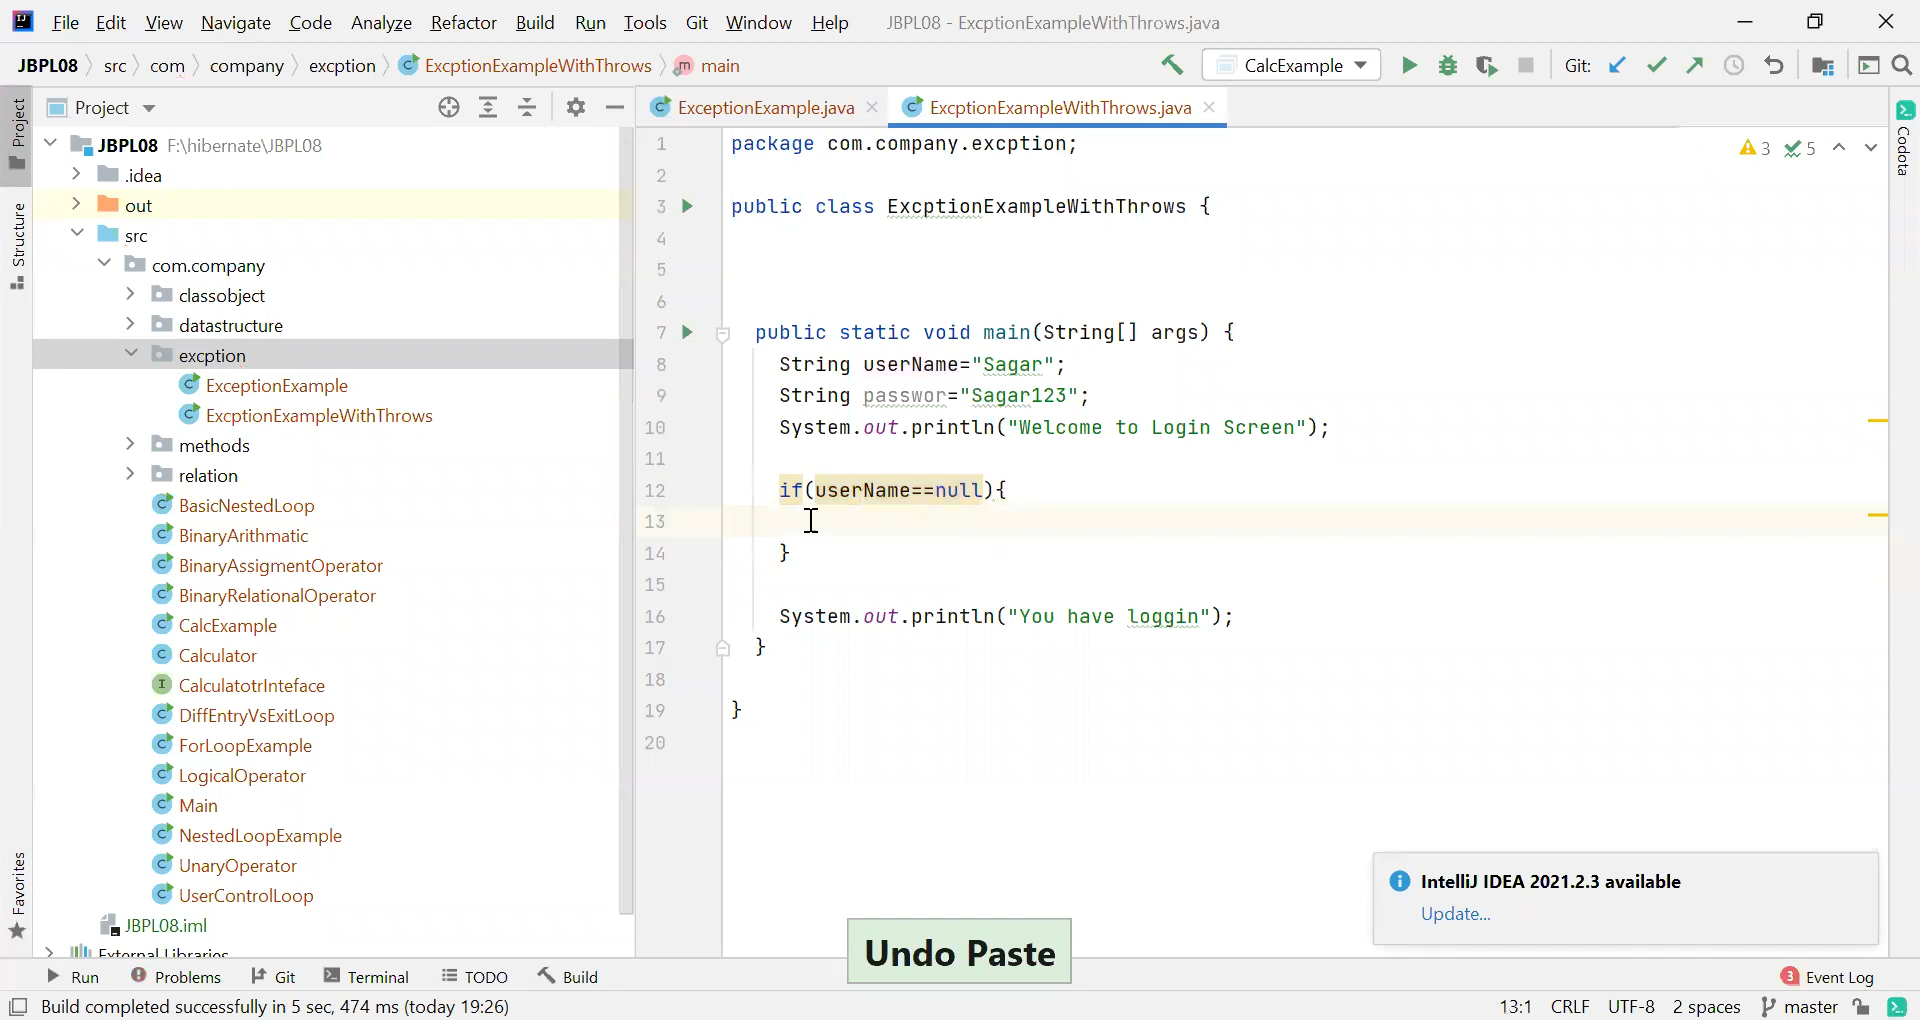 File Edit View Navigate Code Analyze Refactor Build Run Tools Git Window Help JBPL08 - ExcptionExampleWithThrows.java
JBPL08 src com company excption ExcptionExampleWithThrows main CalcExample Git:
Project
ExceptionExample.java ExcptionExampleWithThrows.java
Project
Structure
Favorites
Codota
JBPL08 F:\hibernate\JBPL08
.idea
out
src
com.company
classobject
datastructure
excption
ExceptionExample
ExcptionExampleWithThrows
methods
relation
BasicNestedLoop
BinaryArithmatic
BinaryAssigmentOperator
BinaryRelationalOperator
CalcExample
Calculator
CalculatotrInteface
DiffEntryVsExitLoop
ForLoopExample
LogicalOperator
Main
NestedLoopExample
UnaryOperator
UserControlLoop
JBPL08.iml
External Libraries
3 5
1 package com.company.excption;
2
3 public class ExcptionExampleWithThrows {
4
5
6
7 public static void main(String[] args) {
8 String userName="Sagar";
9 String passwor="Sagar123";
10 System.out.println("Welcome to Login Screen");
11
12 if(userName==null){
13
14 }
15
16 System.out.println("You have loggin");
17 }
18
19 }
20
IntelliJ IDEA 2021.2.3 available
Update...
Undo Paste
Run Problems Git Terminal TODO Build 3 Event Log
Build completed successfully in 5 sec, 474 ms (today 19:26) 13:1 CRLF UTF-8 2 spaces master